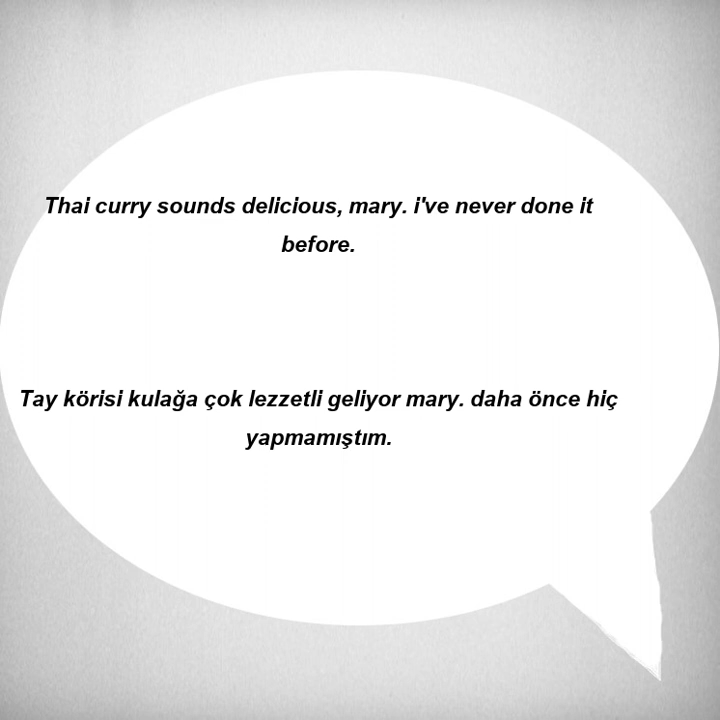 Thai curry sounds delicious, mary. i've never done it
before.
Tay körisi kulağa çok lezzetli geliyor mary. daha önce hiç
yapmamıştım.